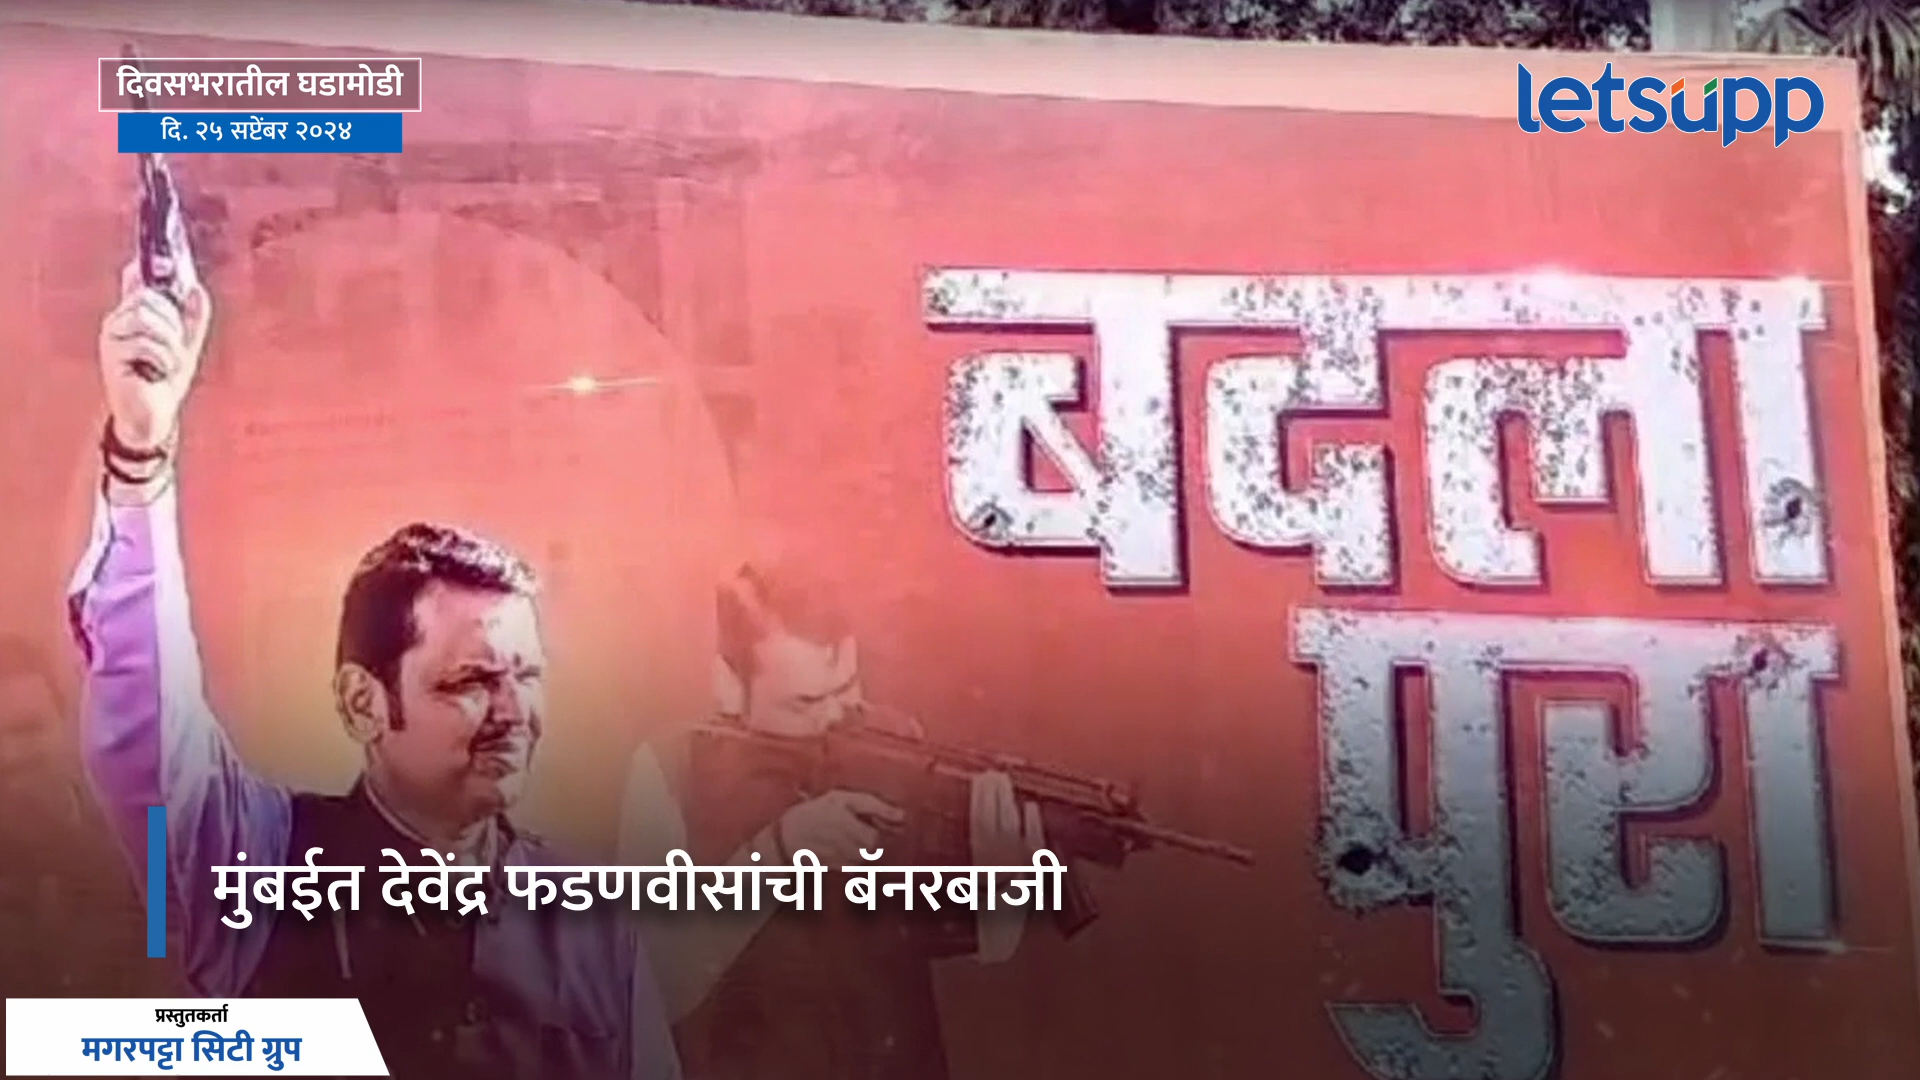 दिवसभरातील घडामोडी
दि. २५ सप्टेंबर २०२४
letsupp
बदला
पुरा
मुंबईत देवेंद्र फडणवीसांची बॅनरबाजी
प्रस्तुतकर्ता
मगरपट्टा सिटी ग्रुप